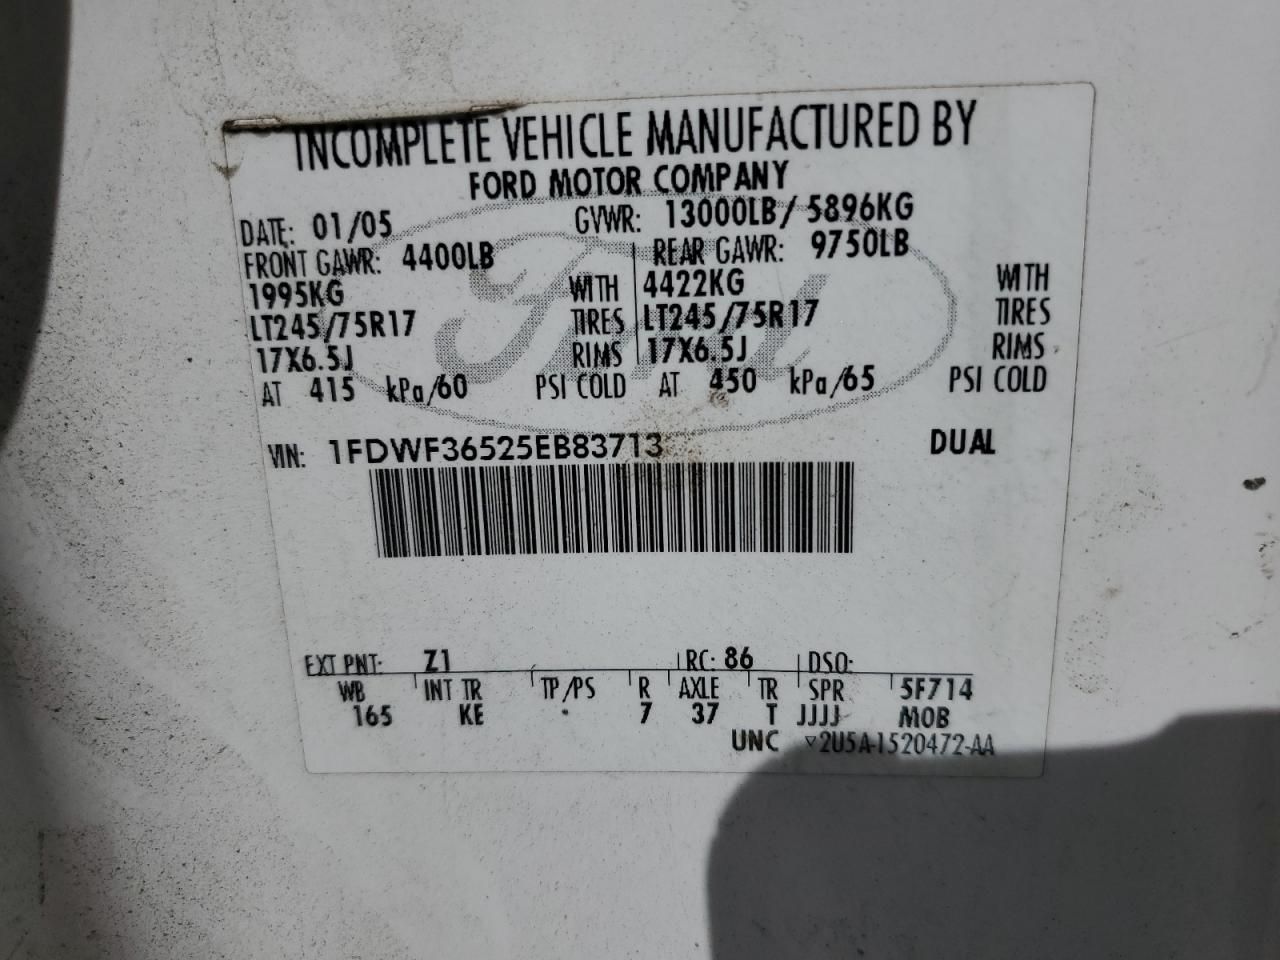 INCOMPLETE VEHICLE MANUFACTURED BY
FORD MOTOR COMPANY
DATE: 01/05 GVWR: 13000LB/ 5896KG
FRONT GAWR: 4400LB REAR GAWR: 9750LB
1995KG WITH 4422KG WITH
LT245/75R17 TIRES LT245/75R17 TIRES
17X6.5J RIMS 17X6.5J RIMS
AT 415 kPa/60 PSI COLD AT 450 kPa/65 PSI COLD
VIN: 1FDWF36525EB83713 DUAL
EXT PNT: Z1 RC: 86 DSO:
WB INT TR TP/PS R AXLE TR SPR 5F714
165 KE 7 37 T JJJJ MOB
UNC ▽2U5A-1520472-AA
Ford